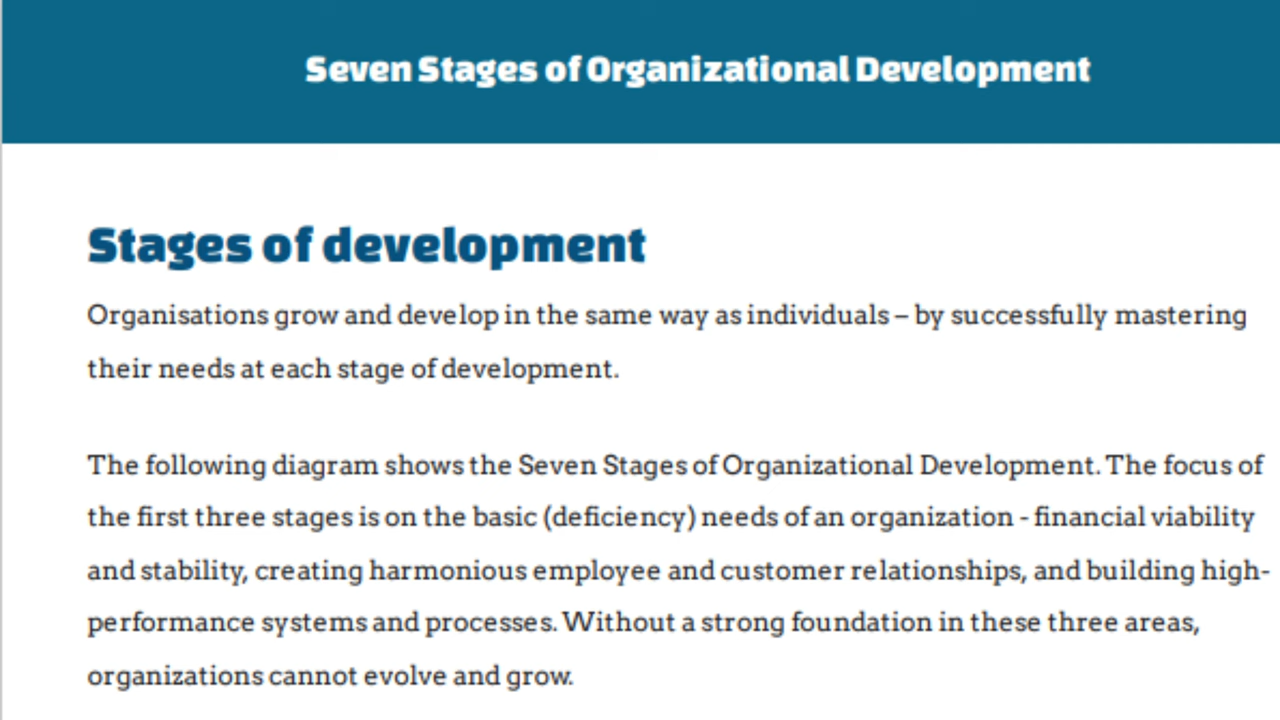 Seven Stages of Organizational Development
Stages of development
Organisations grow and develop in the same way as individuals – by successfully mastering
their needs at each stage of development.
The following diagram shows the Seven Stages of Organizational Development. The focus of
the first three stages is on the basic (deficiency) needs of an organization - financial viability
and stability, creating harmonious employee and customer relationships, and building high-
performance systems and processes. Without a strong foundation in these three areas,
organizations cannot evolve and grow.